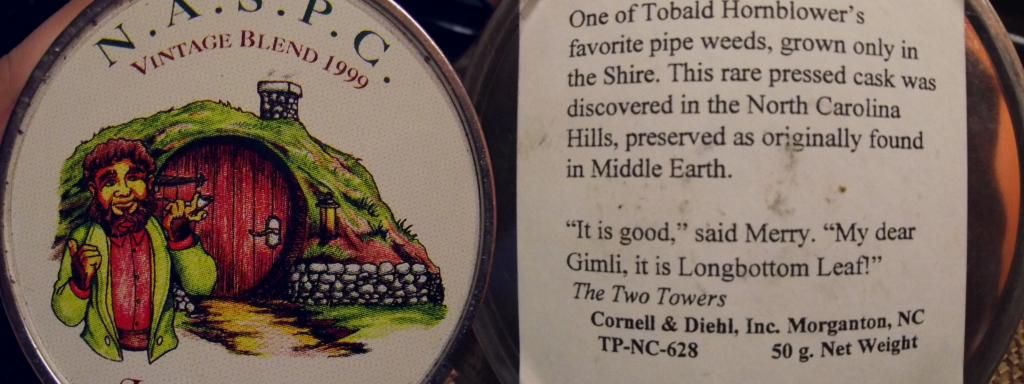 N.A.S.P.C.
VINTAGE BLEND 1999
One of Tobald Hornblower's
favorite pipe weeds, grown only in
the Shire. This rare pressed cask was
discovered in the North Carolina
Hills, preserved as originally found
in Middle Earth.
"It is good," said Merry. "My dear
Gimli, it is Longbottom Leaf!"
The Two Towers
Cornell & Diehl, Inc. Morganton, NC
TP-NC-628 50 g. Net Weight